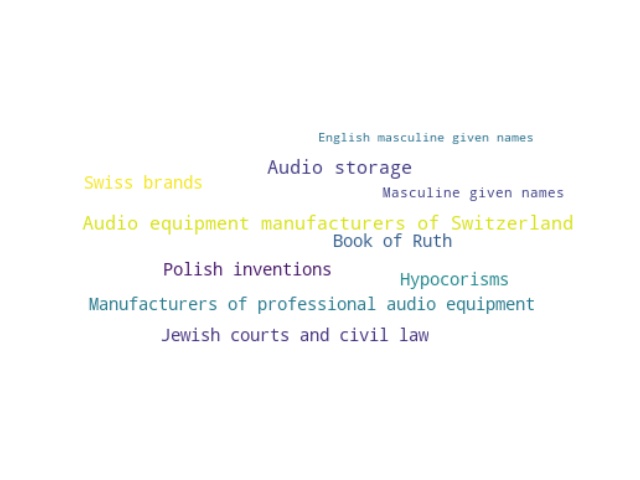 English masculine given names
Audio storage
Swiss brands
Masculine given names
Audio equipment manufacturers of Switzerland
Book of Ruth
Polish inventions
Hypocorisms
Manufacturers of professional audio equipment
Jewish courts and civil law